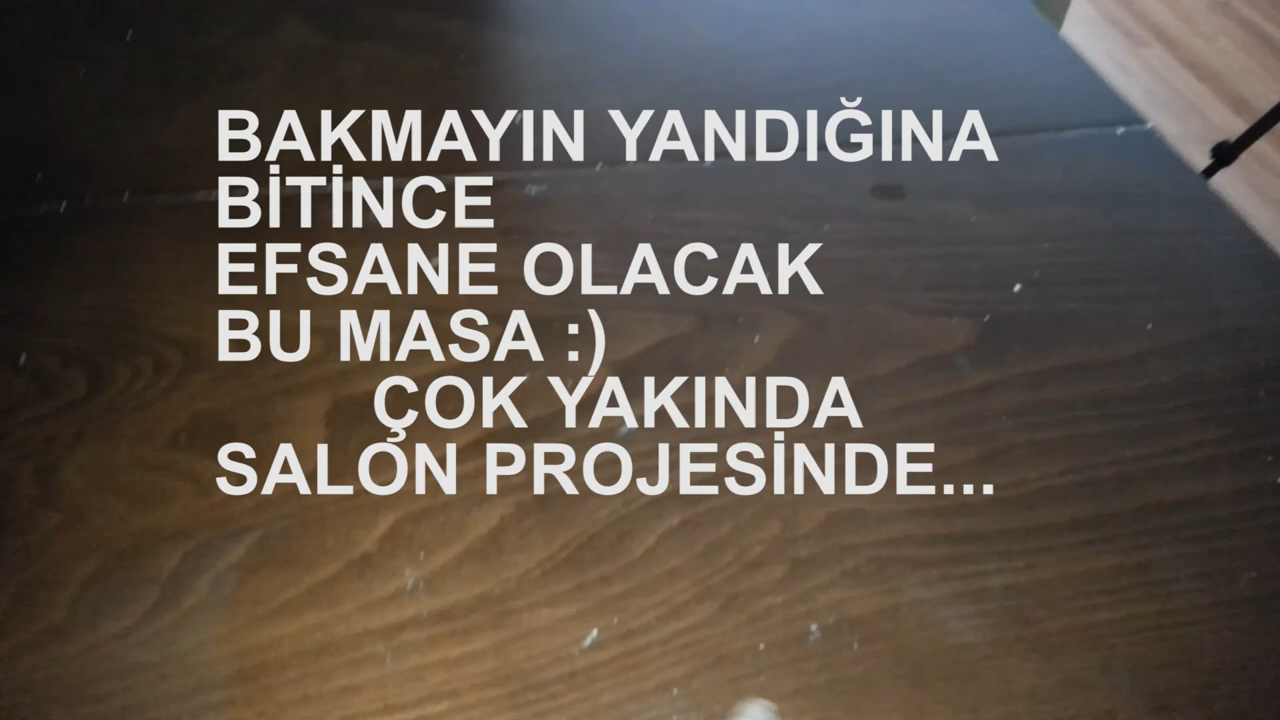 BAKMAYIN YANDIĞINA
BİTİNCE
EFSANE OLACAK
BU MASA :)
ÇOK YAKINDA
SALON PROJESİNDE...